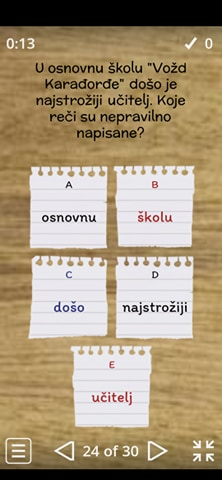 0:13
✓ 0
U osnovnu školu "Vožd
Karađorđe" došo je
najstrožiji učitelj. Koje
reči su nepravilno
napisane?
A
osnovnu
B
školu
C
došo
D
najstrožiji
E
učitelj
24 of 30